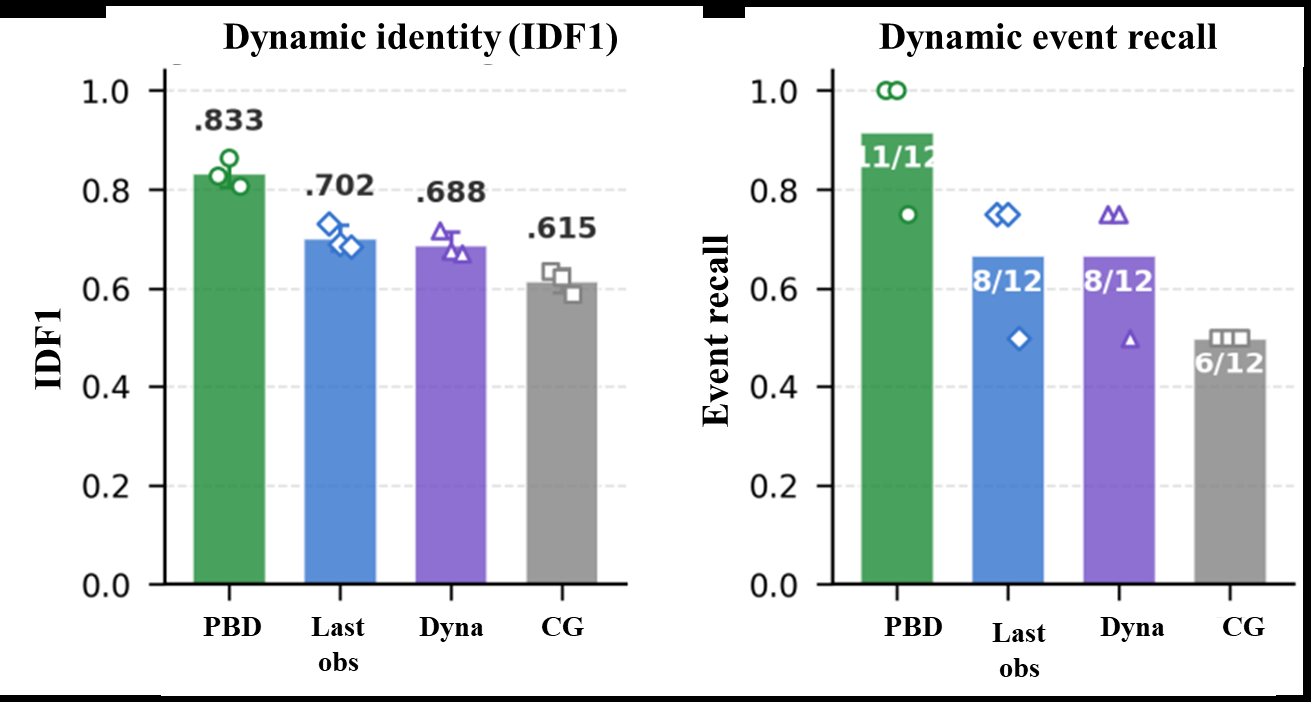 Dynamic identity (IDF1)
1.0
0.8
0.6
0.4
0.2
0.0
IDF1
.833
.702
.688
.615
PBD
Last
obs
Dyna
CG
Dynamic event recall
1.0
0.8
0.6
0.4
0.2
0.0
Event recall
11/12
8/12
8/12
6/12
PBD
Last
obs
Dyna
CG